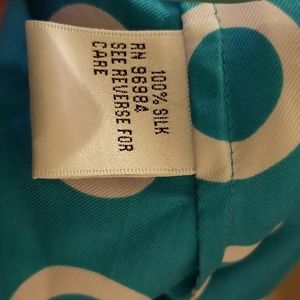 100% SILK
RN 96984
SEE REVERSE FOR
CARE